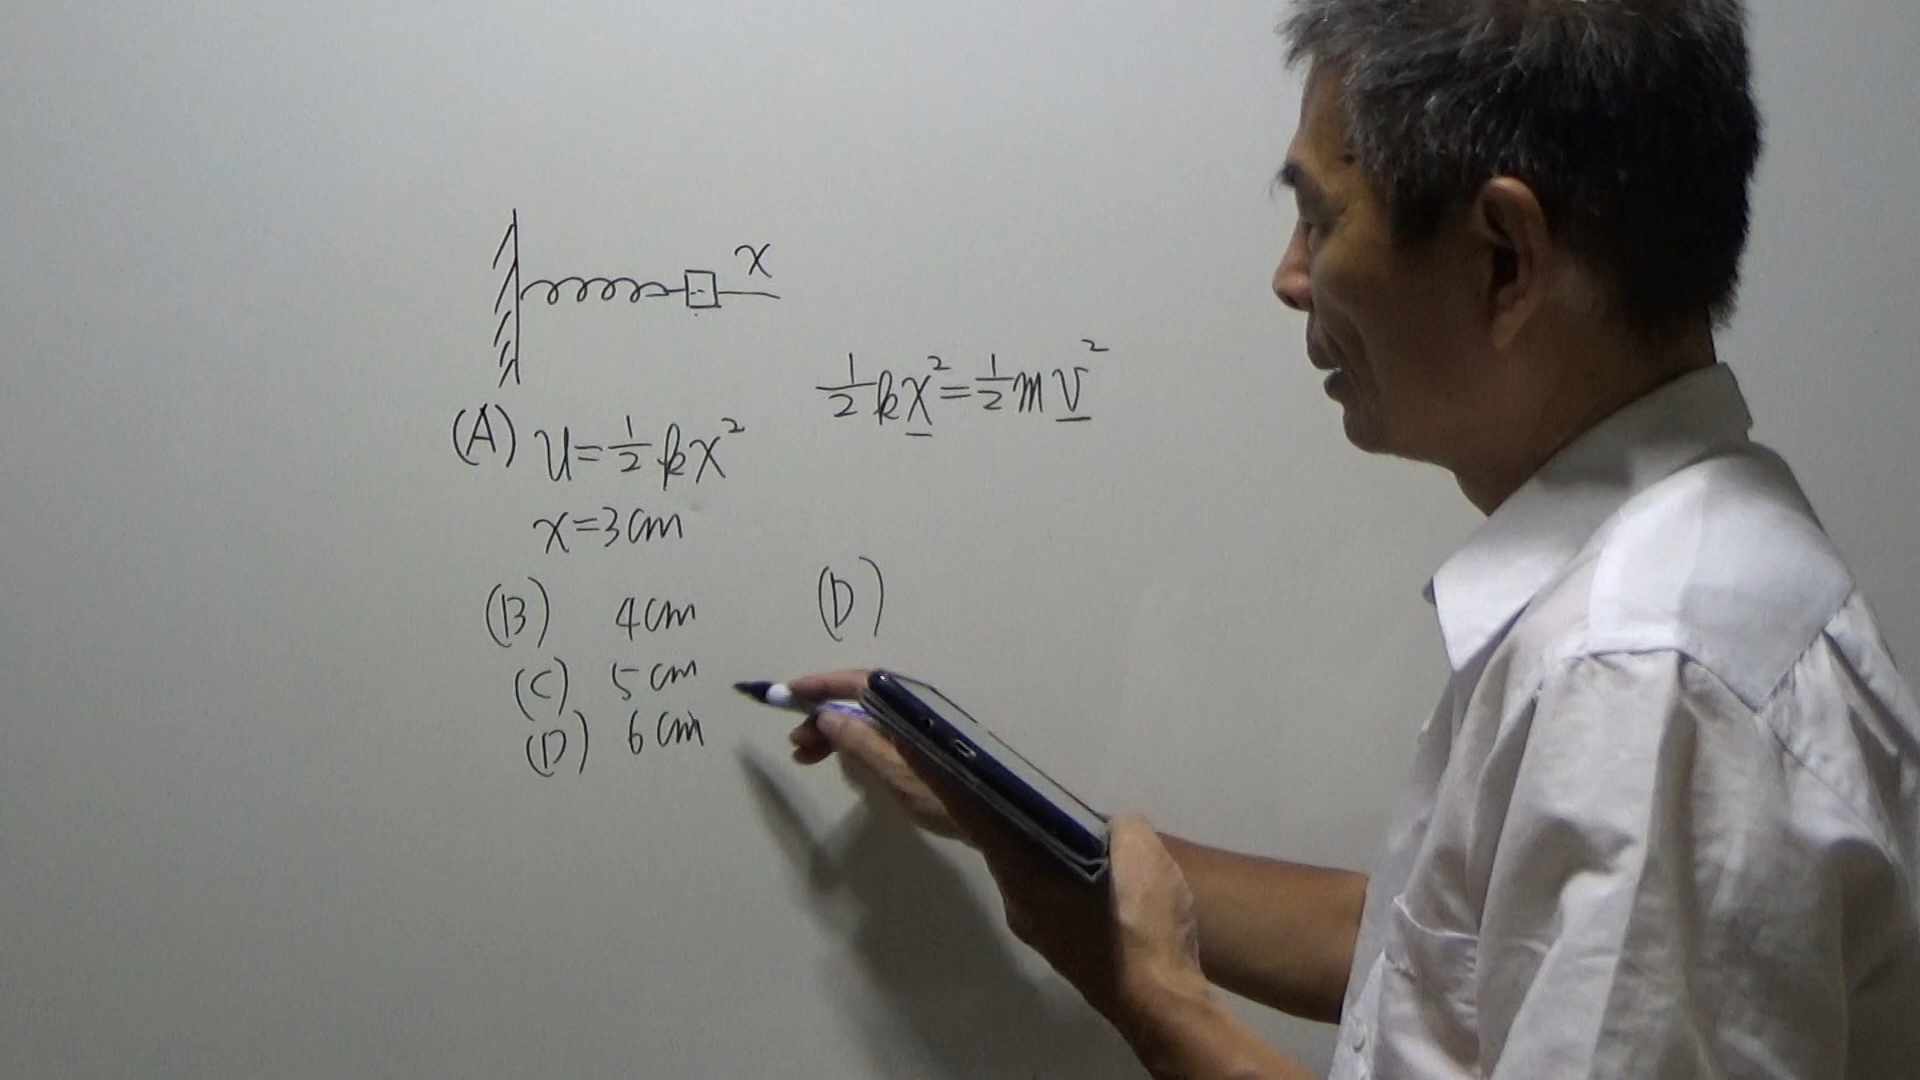 x
(A) U=½kx²
x=3cm
(B) 4cm
(C) 5cm
(D) 6cm
½kx²=½mv²
(D)